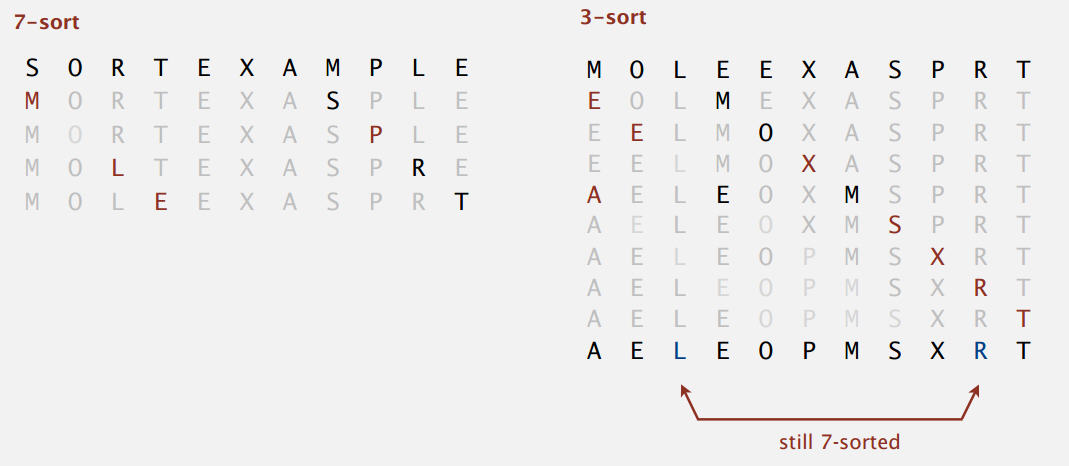 7-sort
S O R T E X A M P L E
M O R T E X A S P L E
M O R T E X A S P L E
M O L T E X A S P R E
M O L E E X A S P R T
3-sort
M O L E E X A S P R T
E O L M E X A S P R T
E E L M O X A S P R T
E E L M O X A S P R T
A E L E O X M S P R T
A E L E O X M S P R T
A E L E O P M S X R T
A E L E O P M S X R T
A E L E O P M S X R T
A E L E O P M S X R T
still 7-sorted